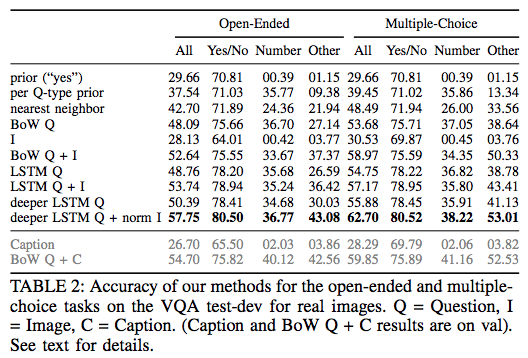 Open-Ended Multiple-Choice
All Yes/No Number Other All Yes/No Number Other
prior (“yes”) 29.66 70.81 00.39 01.15 29.66 70.81 00.39 01.15
per Q-type prior 37.54 71.03 35.77 09.38 39.45 71.02 35.86 13.34
nearest neighbor 42.70 71.89 24.36 21.94 48.49 71.94 26.00 33.56
BoW Q 48.09 75.66 36.70 27.14 53.68 75.71 37.05 38.64
I 28.13 64.01 00.42 03.77 30.53 69.87 00.45 03.76
BoW Q + I 52.64 75.55 33.67 37.37 58.97 75.59 34.35 50.33
LSTM Q 48.76 78.20 35.68 26.59 54.75 78.22 36.82 38.78
LSTM Q + I 53.74 78.94 35.24 36.42 57.17 78.95 35.80 43.41
deeper LSTM Q 50.39 78.41 34.68 30.03 55.88 78.45 35.91 41.13
deeper LSTM Q + norm I 57.75 80.50 36.77 43.08 62.70 80.52 38.22 53.01
Caption 26.70 65.50 02.03 03.86 28.29 69.79 02.06 03.82
BoW Q + C 54.70 75.82 40.12 42.56 59.85 75.89 41.16 52.53
TABLE 2: Accuracy of our methods for the open-ended and multiple-
choice tasks on the VQA test-dev for real images. Q = Question, I
= Image, C = Caption. (Caption and BoW Q + C results are on val).
See text for details.